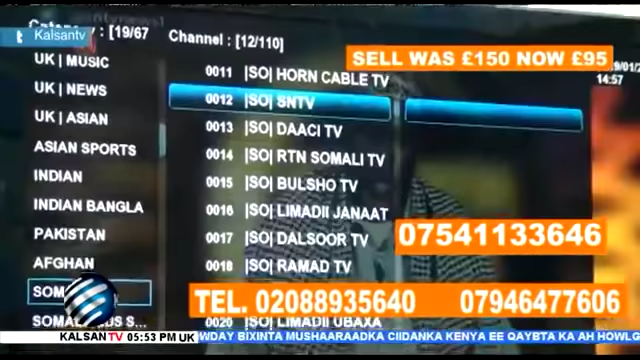 Category : [19/67
Kalsantv
Channel : [12/110]
SELL WAS £150 NOW £95
14:57
UK | MUSIC
UK | NEWS
UK | ASIAN
ASIAN SPORTS
INDIAN
INDIAN BANGLA
PAKISTAN
AFGHAN
SOM
0011 |SO| HORN CABLE TV
0012 |SO| SNTV
0013 |SO| DAACI TV
0014 |SO| RTN SOMALI TV
0015 |SO| BULSHO TV
0016 |SO| LIMADII JANAAT
0017 |SO| DALSOOR TV
0018 |SO| RAMAD TV
0020 |SO| LIMADII UBAXA
07541133646
TEL. 02088935640 07946477606
KALSAN TV 05:53 PM UK WDAY BIXINTA MUSHAARADKA CIIDANKA KENYA EE QAYBTA KA AH HOWLG